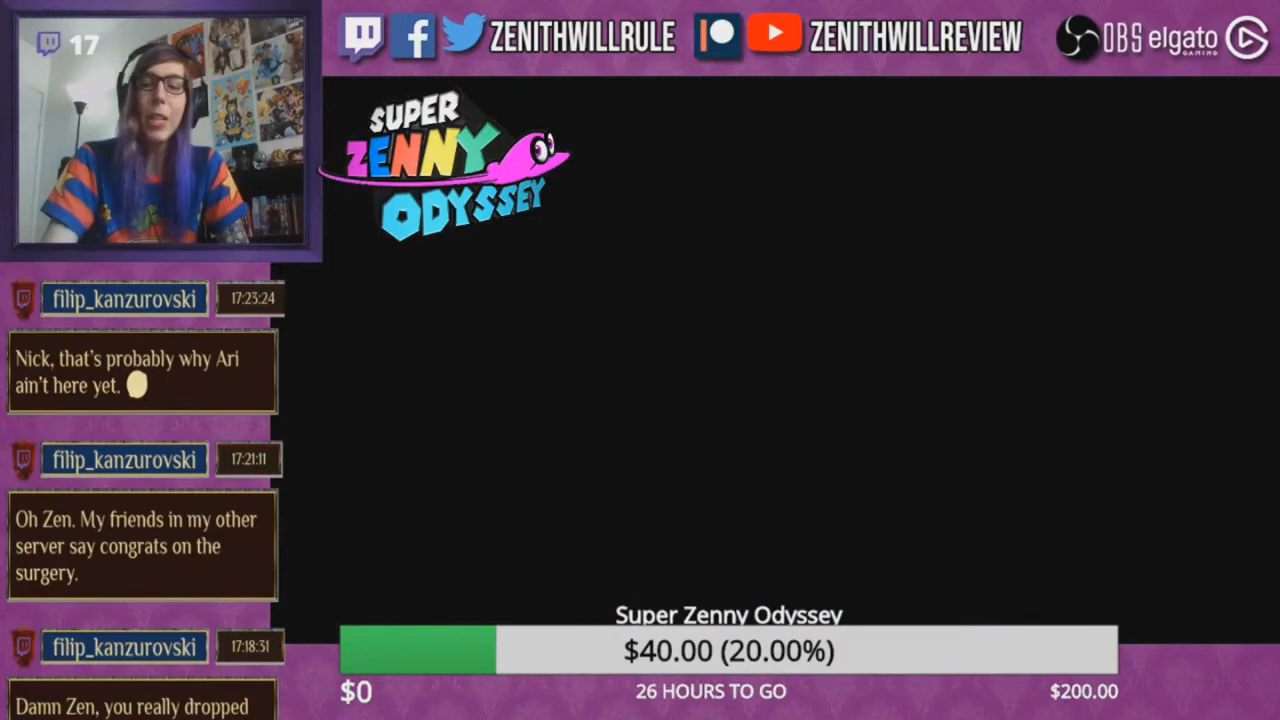 17
ZENITHWILLRULE
ZENITHWILLREVIEW
OBS
elgato
GAMING
SUPER
ZENNY
ODYSSEY
filip_kanzurovski
17:23:24
Nick, that's probably why Ari
ain't here yet.
filip_kanzurovski
17:21:11
Oh Zen. My friends in my other
server say congrats on the
surgery.
filip_kanzurovski
17:18:31
Damn Zen, you really dropped
Super Zenny Odyssey
$40.00 (20.00%)
$0
26 HOURS TO GO
$200.00